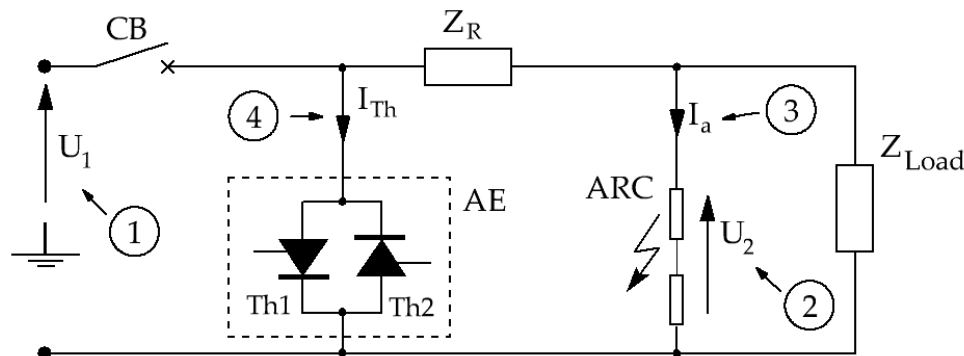 CB
Z_R
4
I_Th
3
I_a
U_1
Z_Load
AE
ARC
1
U_2
Th1
Th2
2